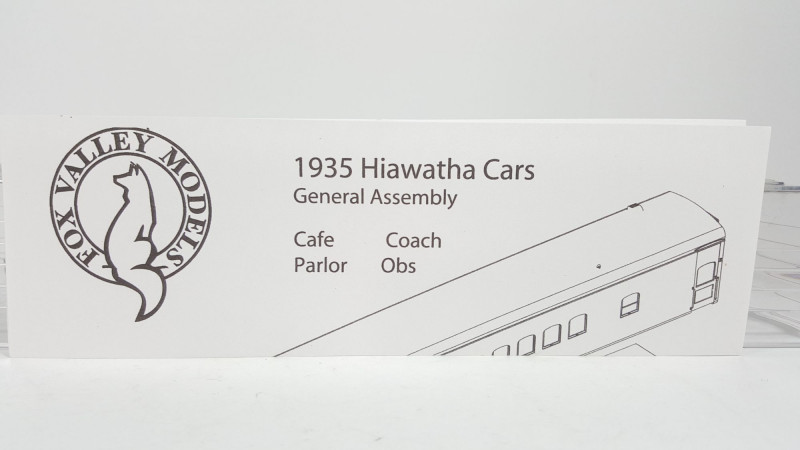 FOX VALLEY MODELS
1935 Hiawatha Cars
General Assembly
Cafe Coach
Parlor Obs